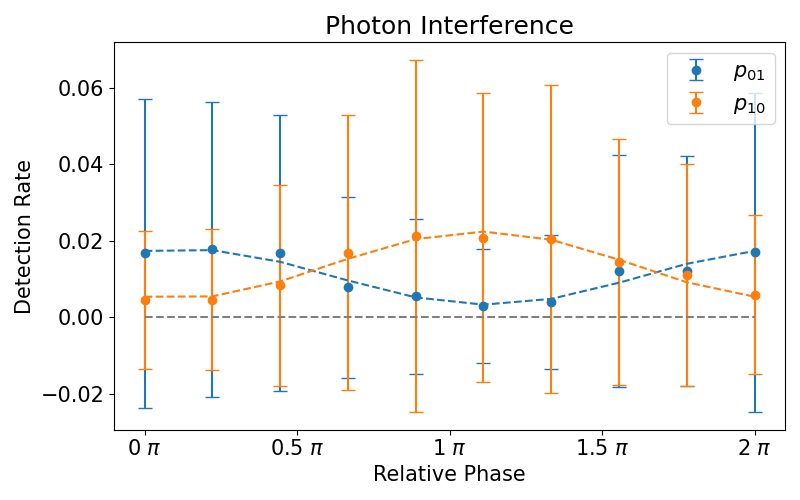 Photon Interference
Detection Rate
0.06
0.04
0.02
0.00
−0.02
p01
p10
0 π
0.5 π
1 π
1.5 π
2 π
Relative Phase